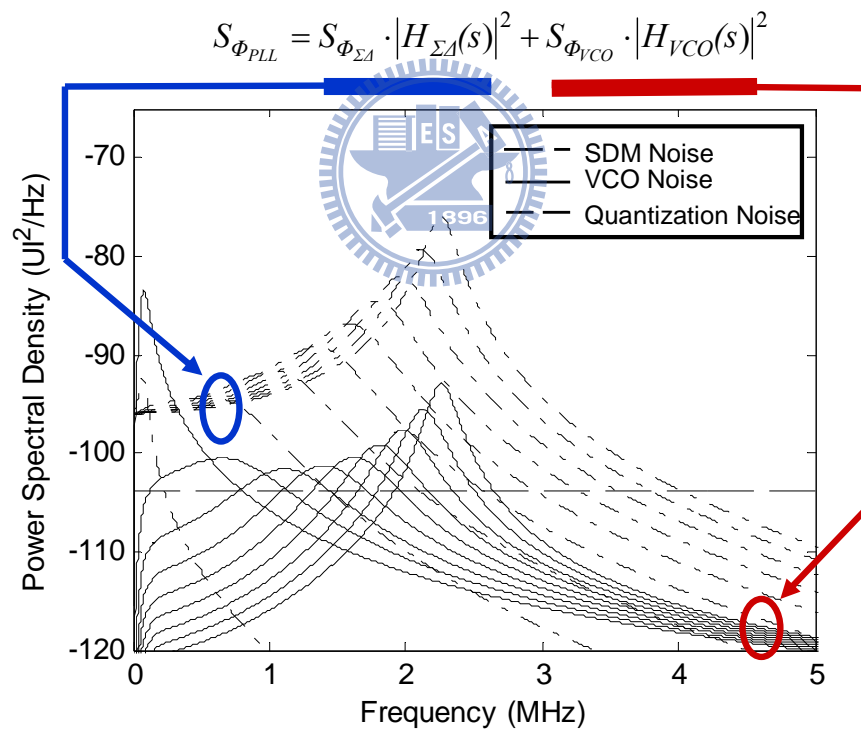 S_{Φ_{PLL}} = S_{Φ_{ΣΔ}} · |H_{ΣΔ}(s)|² + S_{Φ_{VCO}} · |H_{VCO}(s)|²
SDM Noise
VCO Noise
Quantization Noise
E S
A
1896
-70
-80
-90
-100
-110
-120
0
1
2
3
4
5
Power Spectral Density (UI²/Hz)
Frequency (MHz)